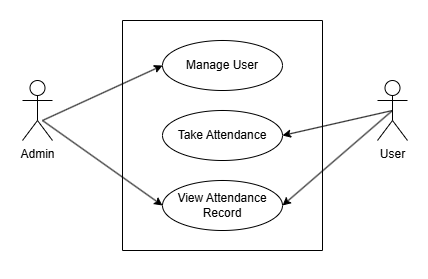 Manage User
Take Attendance
Admin
User
View Attendance
Record